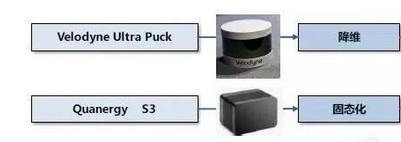 Velodyne Ultra Puck
Velodyne
降维
Quanergy S3
固态化